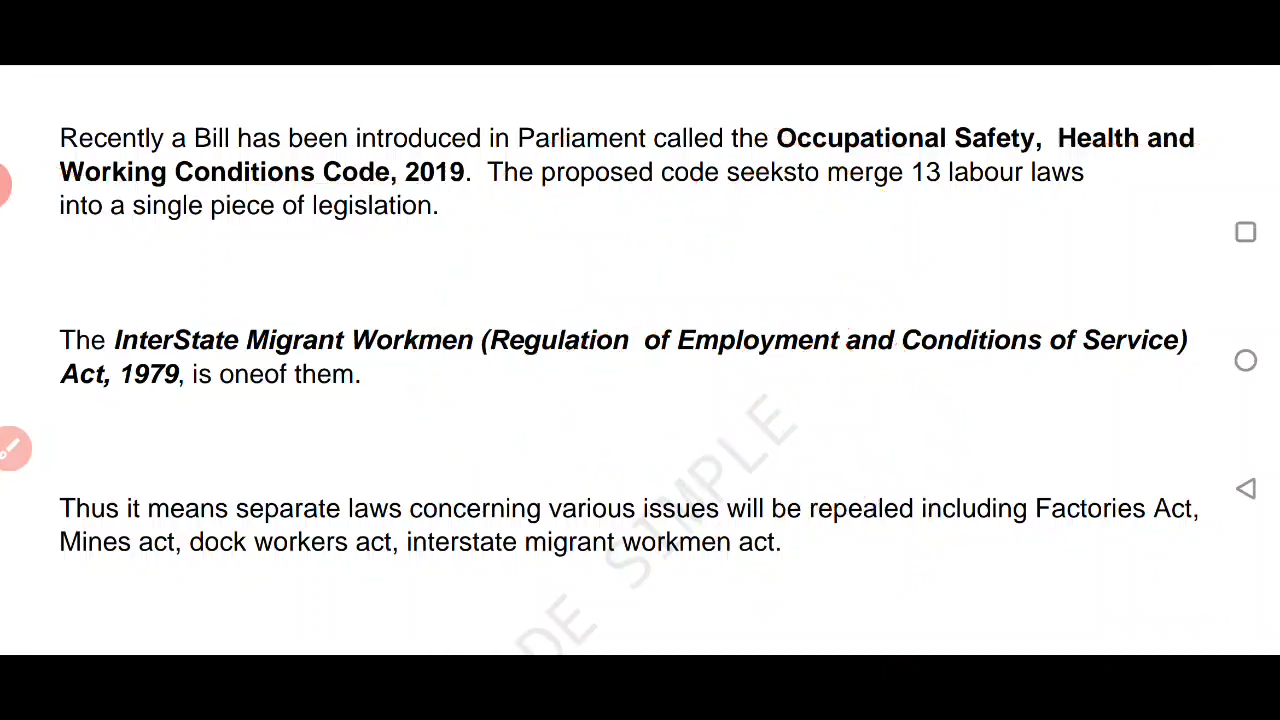 Recently a Bill has been introduced in Parliament called the Occupational Safety, Health and
Working Conditions Code, 2019. The proposed code seeksto merge 13 labour laws
into a single piece of legislation.
The InterState Migrant Workmen (Regulation of Employment and Conditions of Service)
Act, 1979, is oneof them.
Thus it means separate laws concerning various issues will be repealed including Factories Act,
Mines act, dock workers act, interstate migrant workmen act.
DE SIMPLE